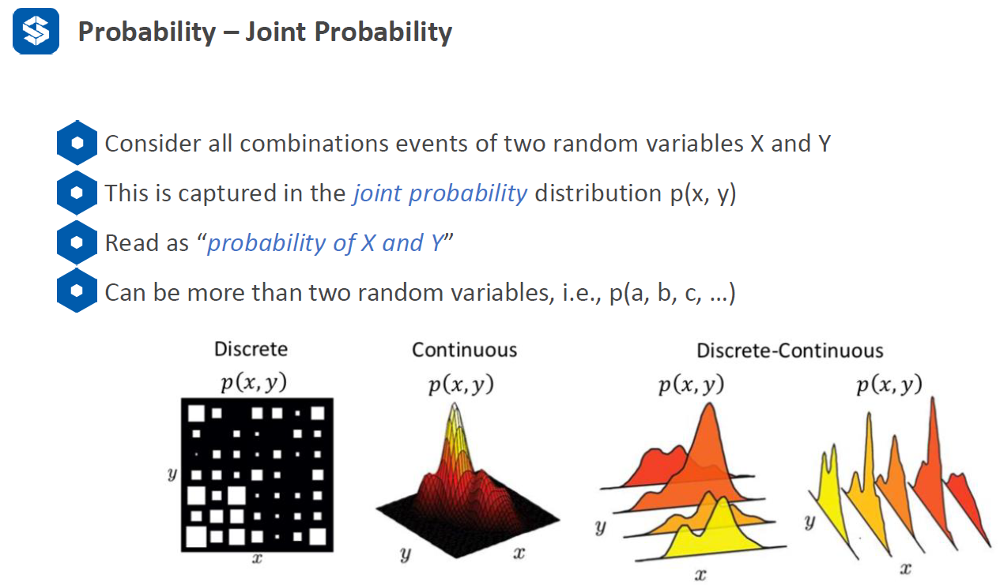 Probability – Joint Probability
Consider all combinations events of two random variables X and Y
This is captured in the joint probability distribution p(x, y)
Read as “probability of X and Y”
Can be more than two random variables, i.e., p(a, b, c, …)
Discrete
Continuous
Discrete-Continuous
p(x, y)
p(x, y)
p(x, y)
p(x, y)
y
x
y
x
y
x
y
x